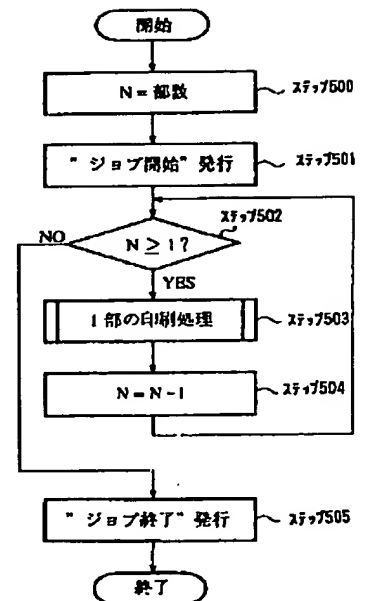 開始
N=部数
ステップ500
"ジョブ開始"発行
ステップ501
ステップ502
NO
N ≥ 1?
YES
1部の印刷処理
ステップ503
N=N-1
ステップ504
"ジョブ終了"発行
ステップ505
終了